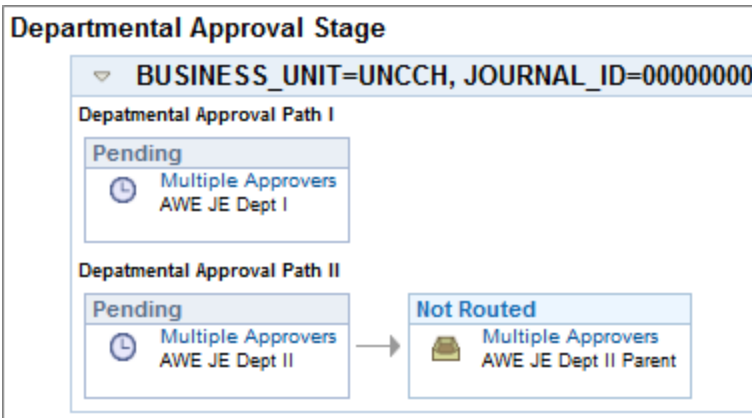 Departmental Approval Stage
BUSINESS_UNIT=UNCCH, JOURNAL_ID=00000000
Depatmental Approval Path I
Pending
Multiple Approvers
AWE JE Dept I
Depatmental Approval Path II
Pending
Multiple Approvers
AWE JE Dept II
Not Routed
Multiple Approvers
AWE JE Dept II Parent